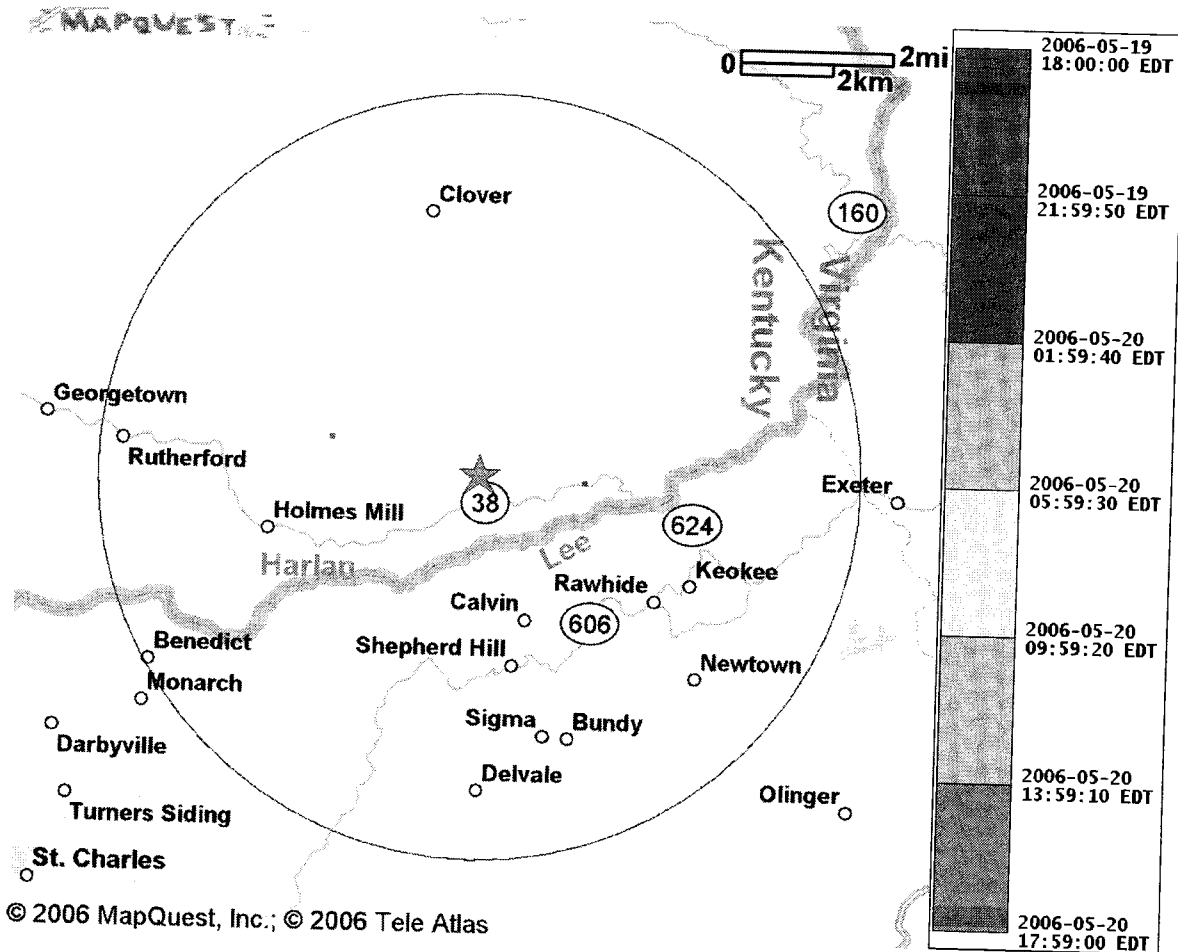 MAPQUEST
0
2mi
2km
2006-05-19
18:00:00 EDT
Clover
160
2006-05-19
21:59:50 EDT
Kentucky
Virginia
2006-05-20
01:59:40 EDT
Georgetown
Rutherford
Holmes Mill
38
Exeter
2006-05-20
05:59:30 EDT
624
Harlan
Lee
Rawhide
Keokee
Calvin
606
2006-05-20
09:59:20 EDT
Benedict
Shepherd Hill
Newtown
Monarch
Sigma
Bundy
Darbyville
Delvale
2006-05-20
13:59:10 EDT
Turners Siding
Olinger
St. Charles
© 2006 MapQuest, Inc.; © 2006 Tele Atlas
2006-05-20
17:59:00 EDT